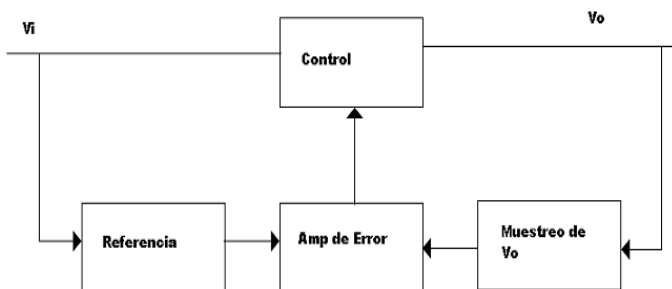 Vi
Vo
Control
Referencia
Amp de Error
Muestreo de
Vo